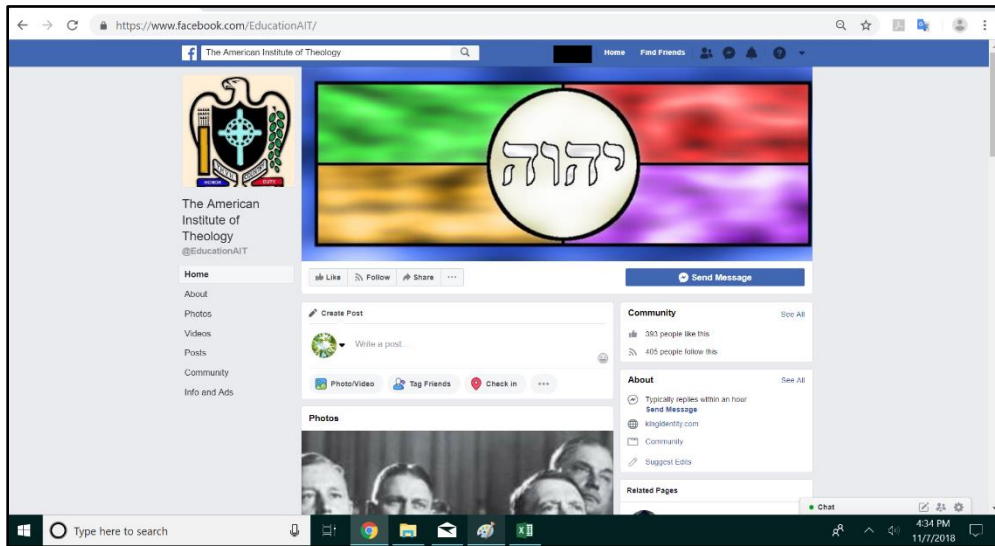 https://www.facebook.com/EducationAIT/
The American Institute of Theology
Home Find Friends
HONOR DUTY
יהוה
The American
Institute of
Theology
@EducationAIT
Home
About
Photos
Videos
Posts
Community
Info and Ads
Like Follow Share
Send Message
Create Post
Write a post...
Photo/Video Tag Friends Check in
Photos
Community See All
393 people like this
405 people follow this
About See All
Typically replies within an hour
Send Message
kingidentity.com
Community
Suggest Edits
Related Pages
Chat
Type here to search
4:34 PM
11/7/2018